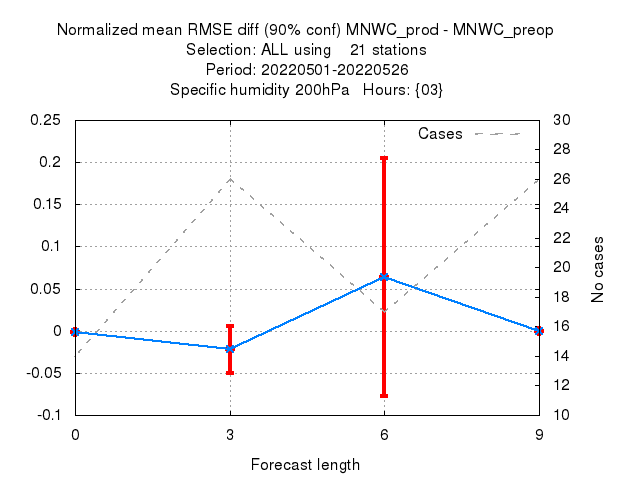 Normalized mean RMSE diff (90% conf) MNWC_prod - MNWC_preop
Selection: ALL using 21 stations
Period: 20220501-20220526
Specific humidity 200hPa Hours: {03}
Cases
0.25
0.2
0.15
0.1
0.05
0
-0.05
-0.1
30
28
26
24
22
20
18
16
14
12
10
No cases
0 3 6 9
Forecast length